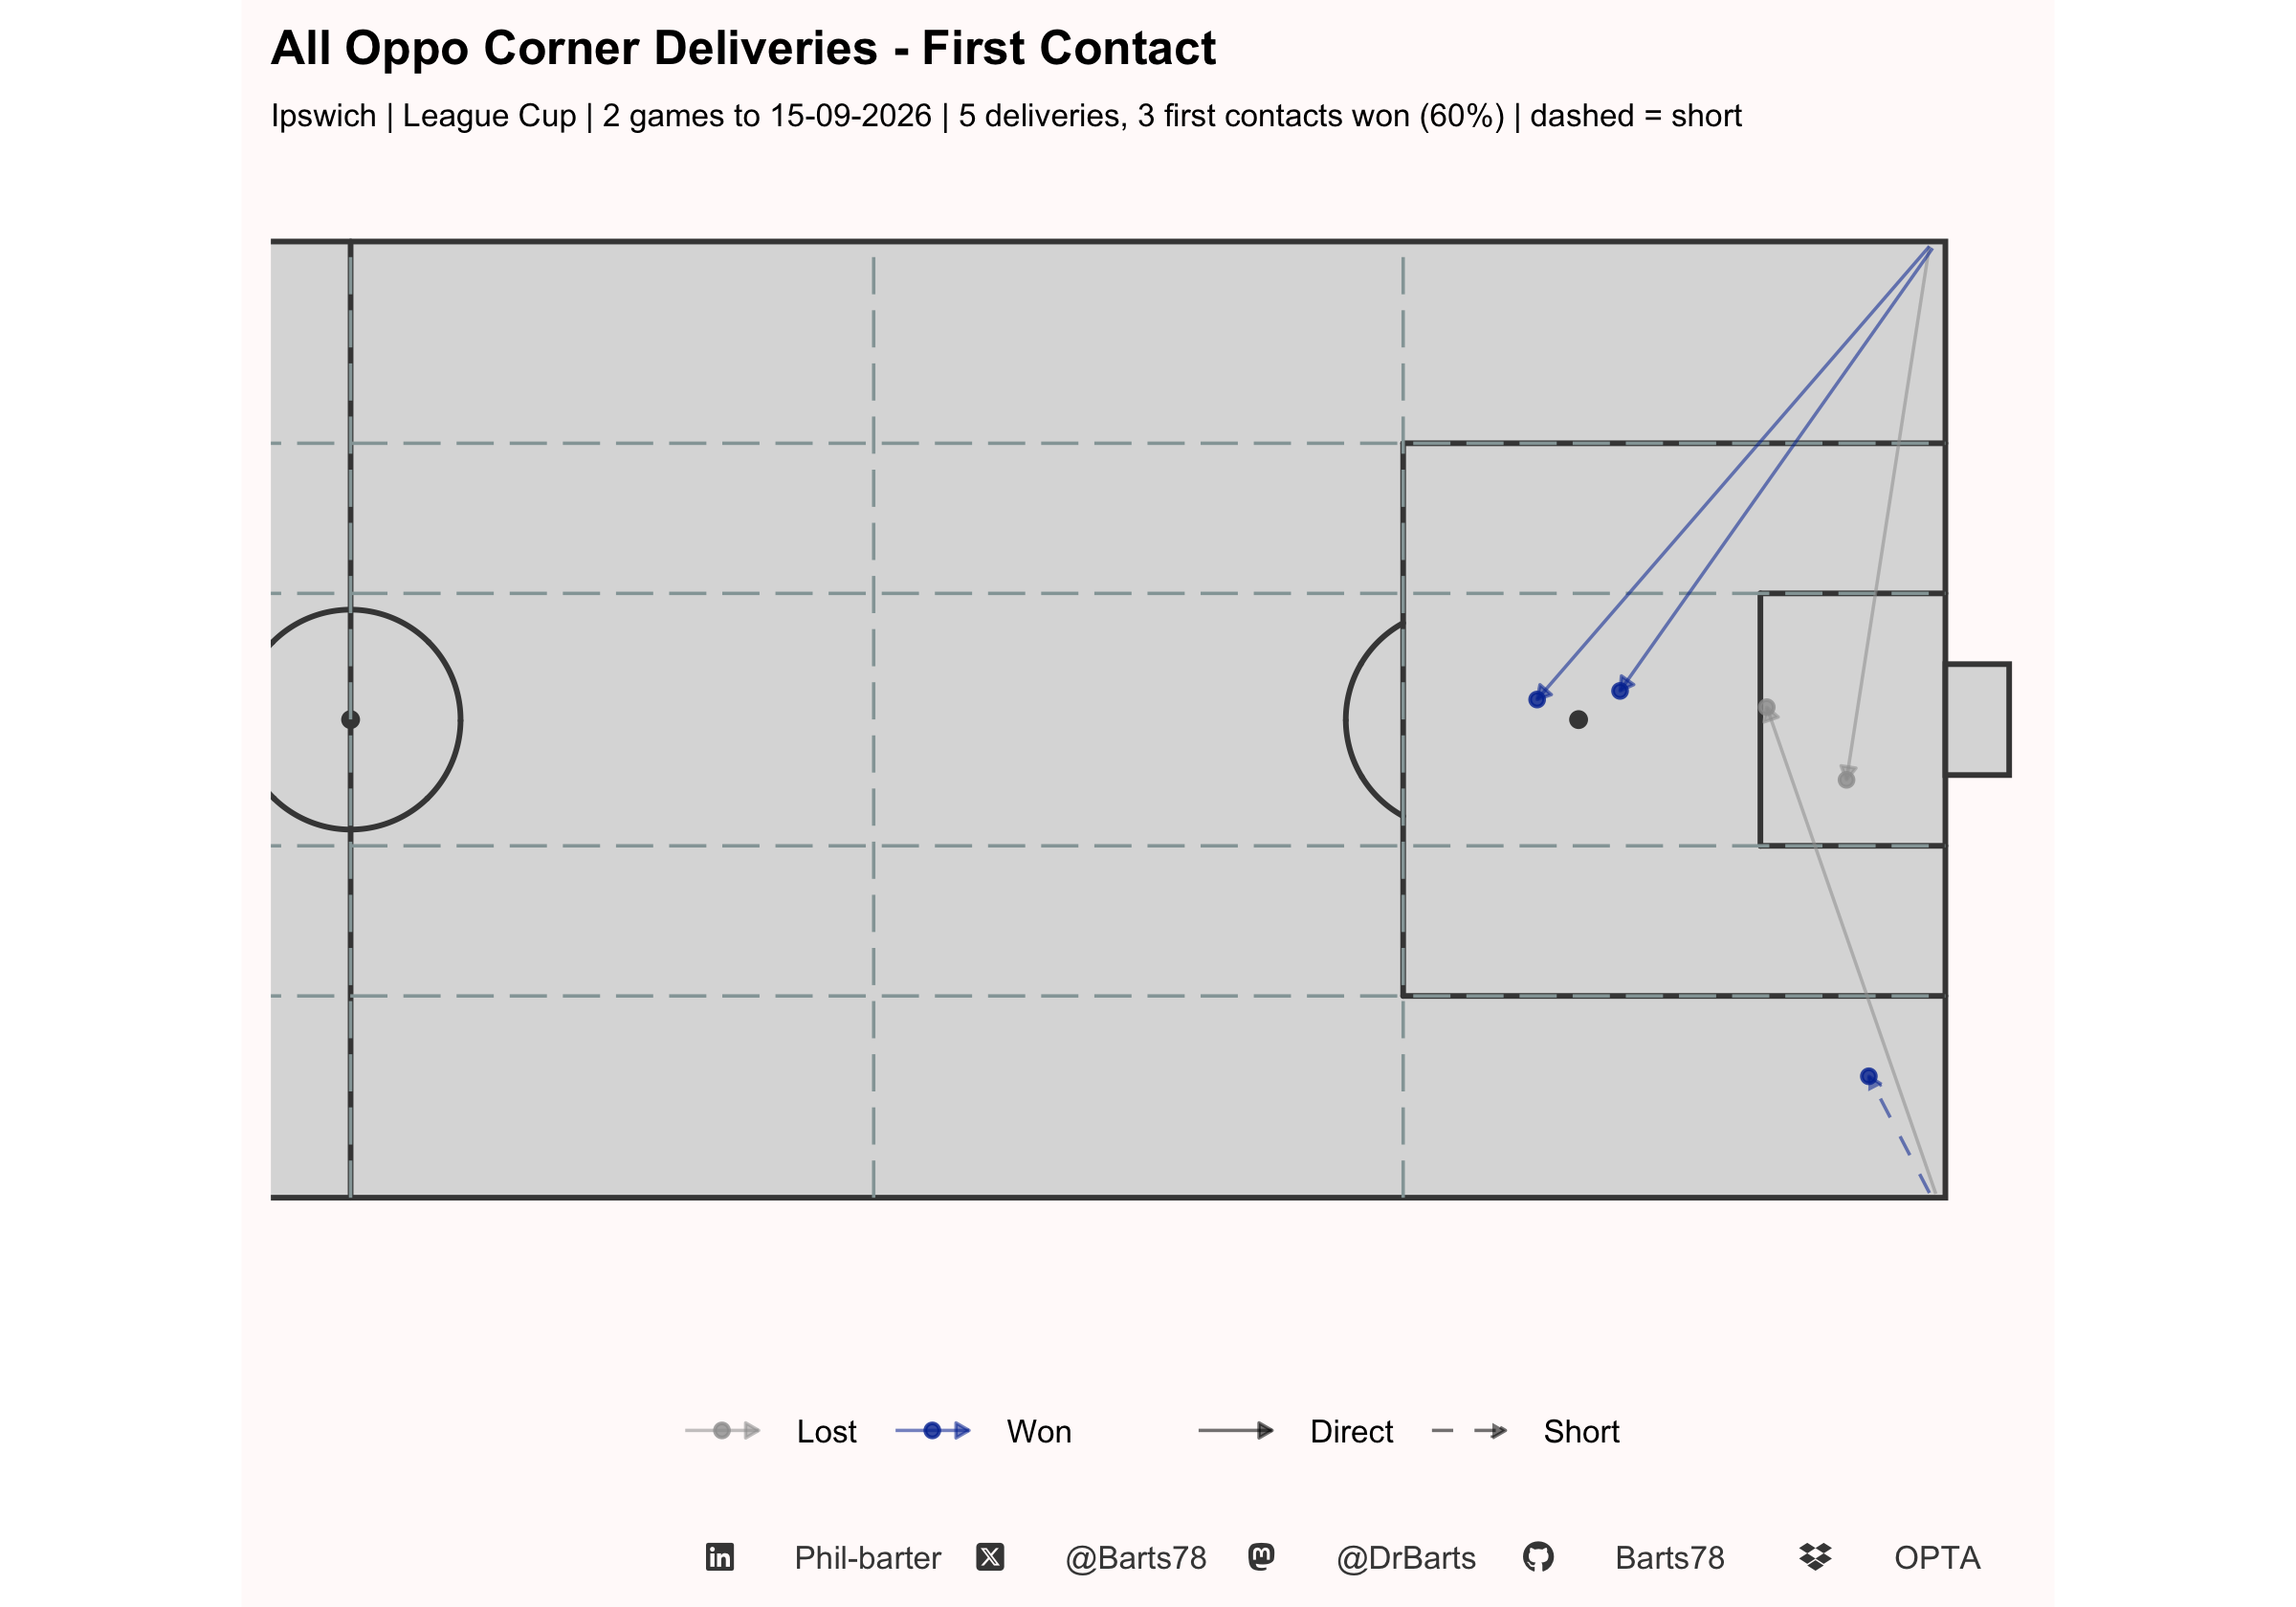 All Oppo Corner Deliveries - First Contact
Ipswich | League Cup | 2 games to 15-09-2026 | 5 deliveries, 3 first contacts won (60%) | dashed = short
Lost Won Direct Short
Phil-barter @Barts78 @DrBarts Barts78 OPTA